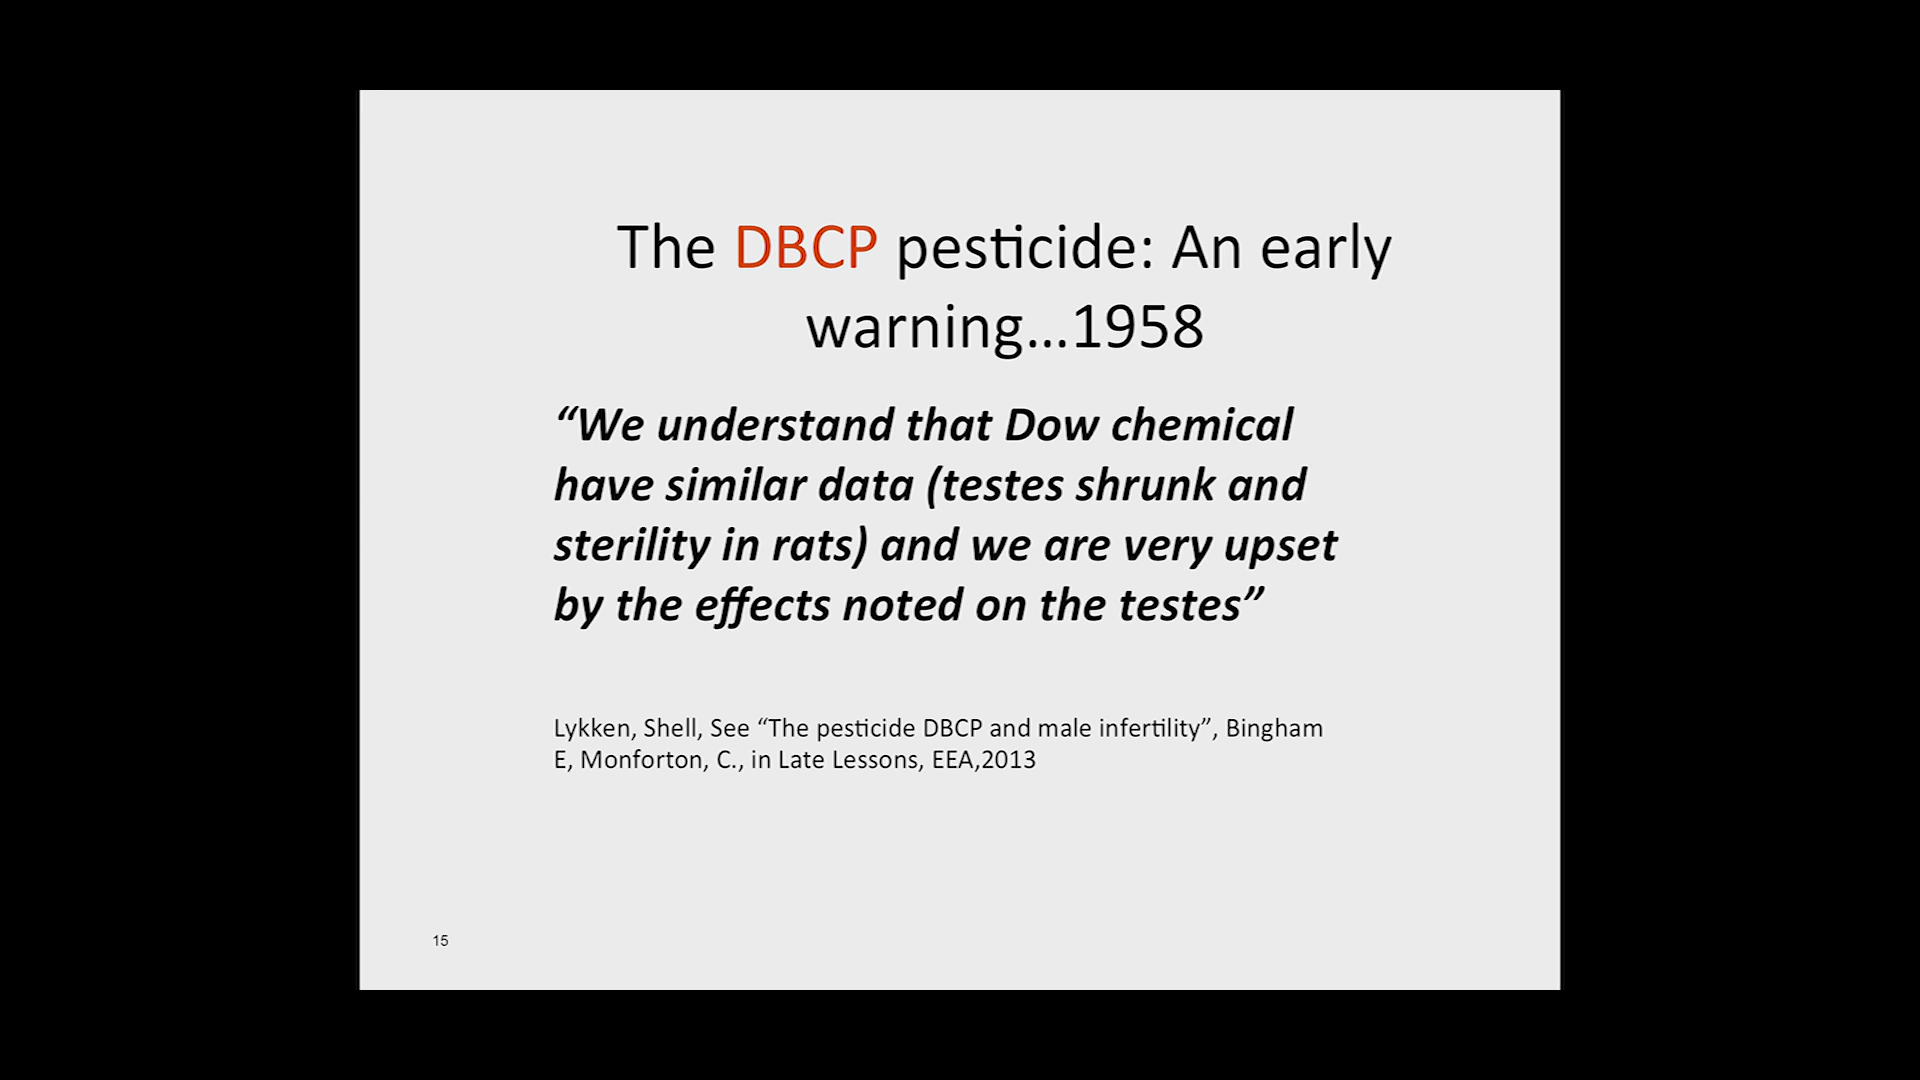 The DBCP pesticide: An early
warning...1958
“We understand that Dow chemical
have similar data (testes shrunk and
sterility in rats) and we are very upset
by the effects noted on the testes”
Lykken, Shell, See “The pesticide DBCP and male infertility”, Bingham
E, Monforton, C., in Late Lessons, EEA,2013
15